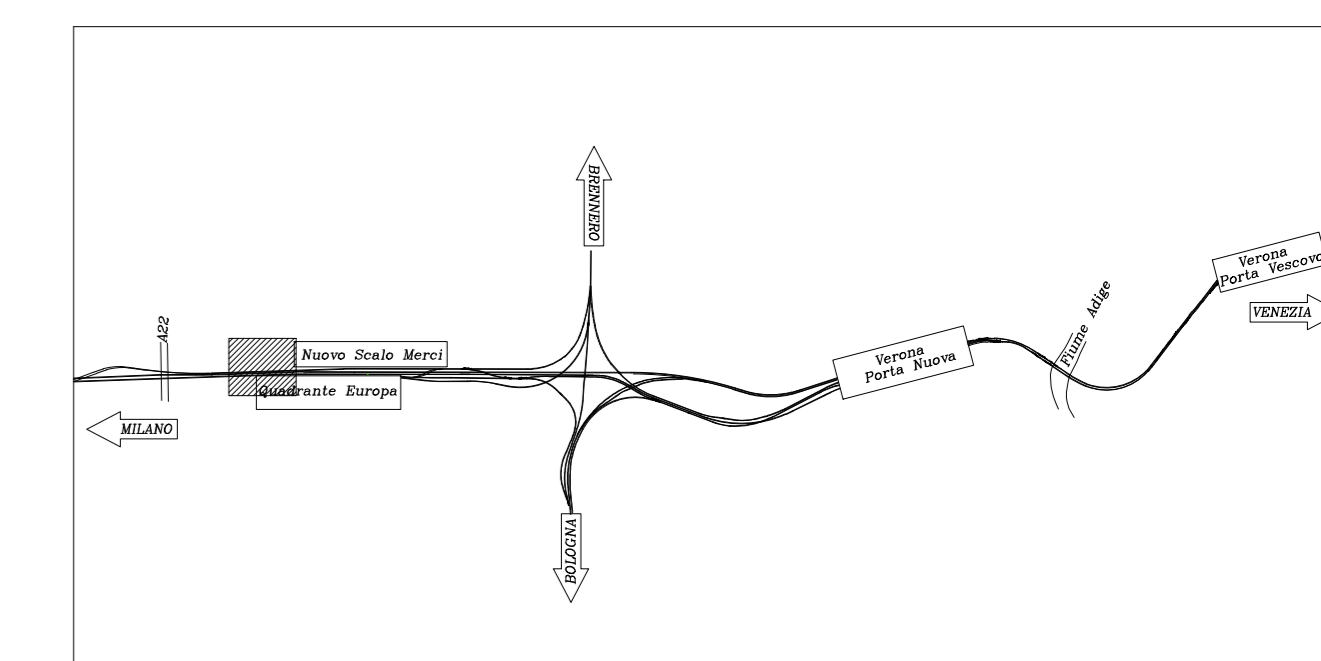 BRENNERO
Verona
Porta Vescovo
VENEZIA
Fiume Adige
A22
Nuovo Scalo Merci
Verona
Porta Nuova
Quadrante Europa
MILANO
BOLOGNA